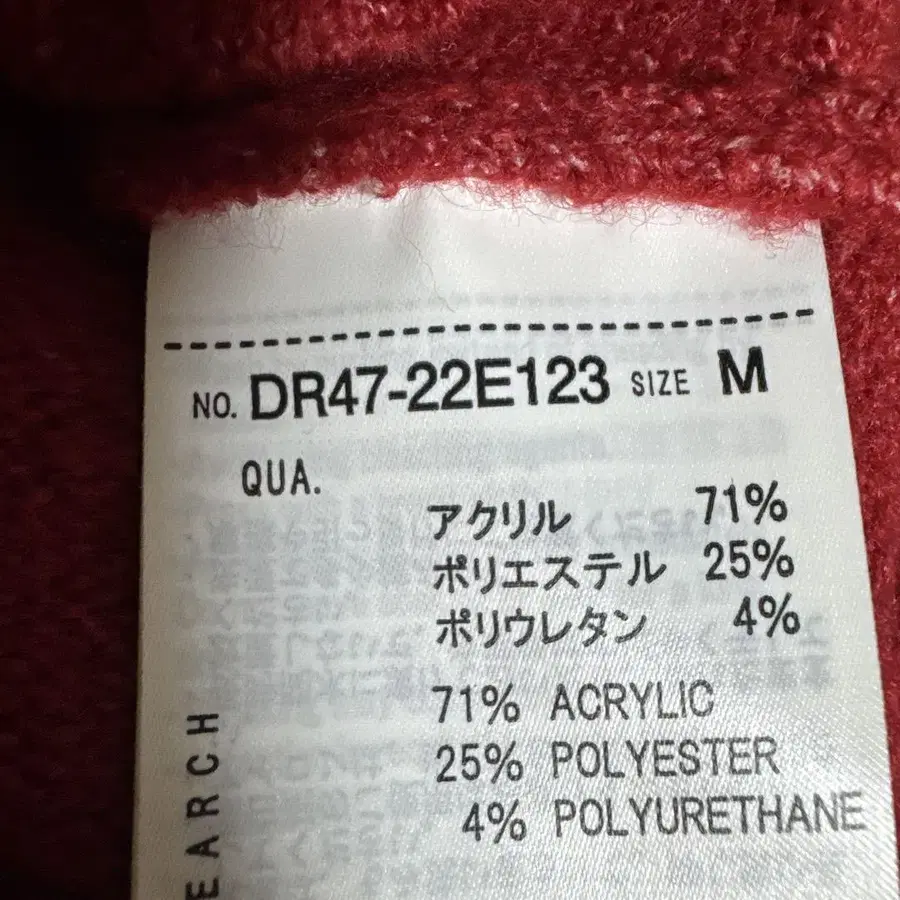 NO. DR47-22E123 SIZE M
QUA.
アクリル 71%
ポリエステル 25%
ポリウレタン 4%
71% ACRYLIC
25% POLYESTER
4% POLYURETHANE
EARCH